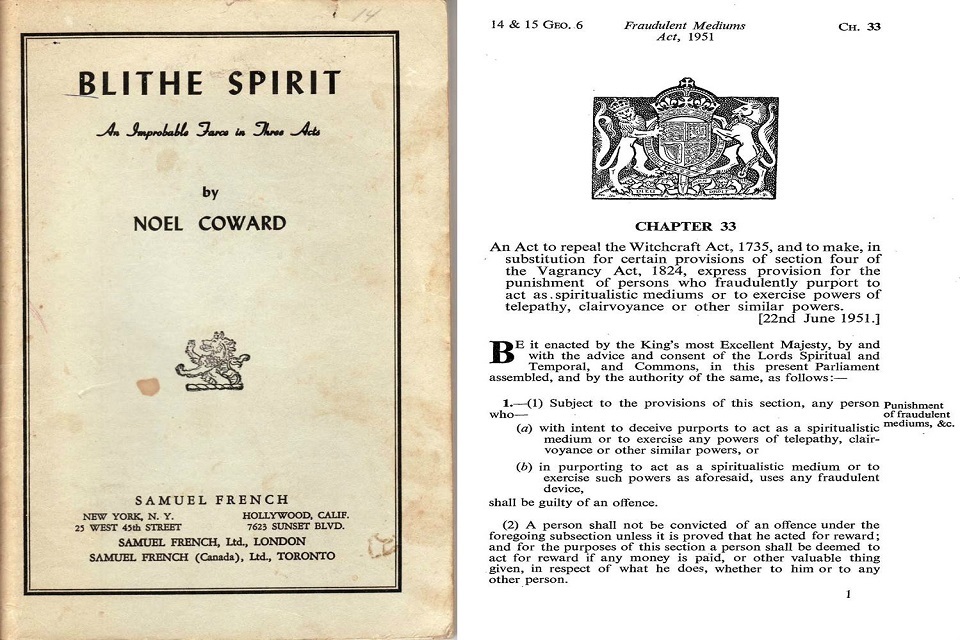 14
BLITHE SPIRIT
An Improbable Farce in Three Acts
by
NOEL COWARD
SAMUEL FRENCH
NEW YORK, N. Y. HOLLYWOOD, CALIF.
25 WEST 45th STREET 7623 SUNSET BLVD.
SAMUEL FRENCH, Ltd., LONDON
SAMUEL FRENCH (Canada), Ltd., TORONTO
14 & 15 GEO. 6 Fraudulent Mediums CH. 33
Act, 1951
CHAPTER 33
An Act to repeal the Witchcraft Act, 1735, and to make, in
substitution for certain provisions of section four of
the Vagrancy Act, 1824, express provision for the
punishment of persons who fraudulently purport to
act as spiritualistic mediums or to exercise powers of
telepathy, clairvoyance or other similar powers.
[22nd June 1951.]
BE it enacted by the King's most Excellent Majesty, by and
with the advice and consent of the Lords Spiritual and
Temporal, and Commons, in this present Parliament
assembled, and by the authority of the same, as follows:—
1.—(1) Subject to the provisions of this section, any person
who—
Punishment
of fraudulent
mediums, &c.
(a) with intent to deceive purports to act as a spiritualistic
medium or to exercise any powers of telepathy, clair-
voyance or other similar powers, or
(b) in purporting to act as a spiritualistic medium or to
exercise such powers as aforesaid, uses any fraudulent
device,
shall be guilty of an offence.
(2) A person shall not be convicted of an offence under the
foregoing subsection unless it is proved that he acted for reward;
and for the purposes of this section a person shall be deemed to
act for reward if any money is paid, or other valuable thing
given, in respect of what he does, whether to him or to any
other person.
1